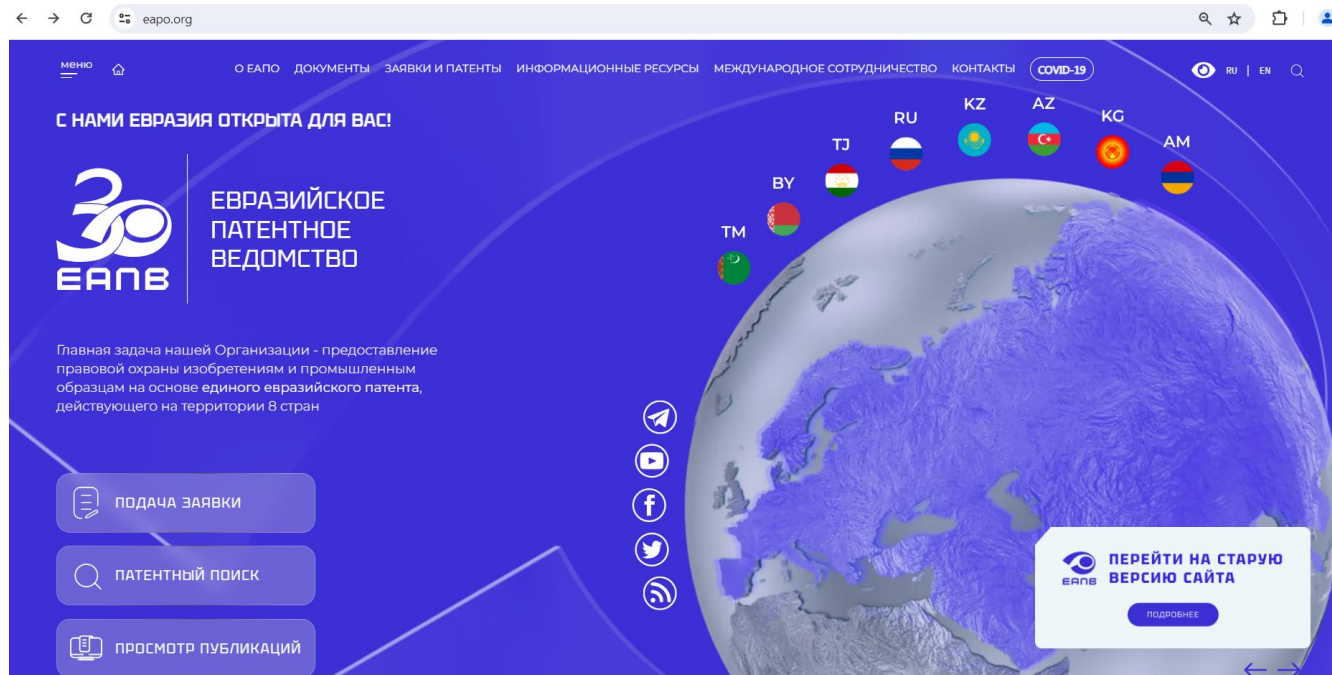 eapo.org
меню
О ЕАПО ДОКУМЕНТЫ ЗАЯВКИ И ПАТЕНТЫ ИНФОРМАЦИОННЫЕ РЕСУРСЫ МЕЖДУНАРОДНОЕ СОТРУДНИЧЕСТВО КОНТАКТЫ COVID-19
RU | EN
С НАМИ ЕВРАЗИЯ ОТКРЫТА ДЛЯ ВАС!
30
ЕАПВ
ЕВРАЗИЙСКОЕ
ПАТЕНТНОЕ
ВЕДОМСТВО
TM
BY
TJ
RU
KZ
AZ
KG
AM
Главная задача нашей Организации - предоставление
правовой охраны изобретениям и промышленным
образцам на основе единого евразийского патента,
действующего на территории 8 стран
ПОДАЧА ЗАЯВКИ
ПАТЕНТНЫЙ ПОИСК
ПРОСМОТР ПУБЛИКАЦИЙ
ЕАПВ
ПЕРЕЙТИ НА СТАРУЮ
ВЕРСИЮ САЙТА
ПОДРОБНЕЕ